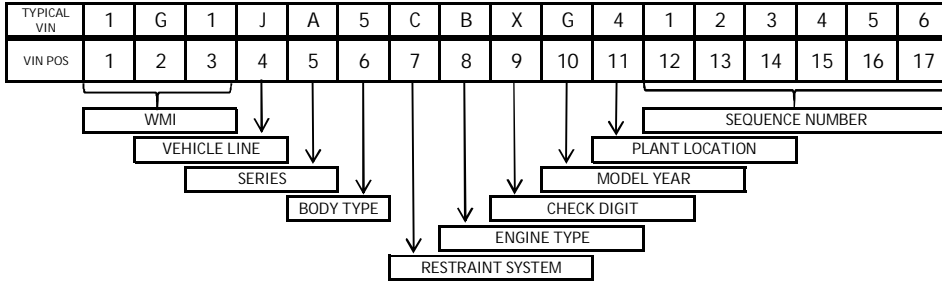 TYPICAL VIN 1 G 1 J A 5 C B X G 4 1 2 3 4 5 6
VIN POS 1 2 3 4 5 6 7 8 9 10 11 12 13 14 15 16 17
WMI SEQUENCE NUMBER
VEHICLE LINE PLANT LOCATION
SERIES MODEL YEAR
BODY TYPE CHECK DIGIT
ENGINE TYPE
RESTRAINT SYSTEM